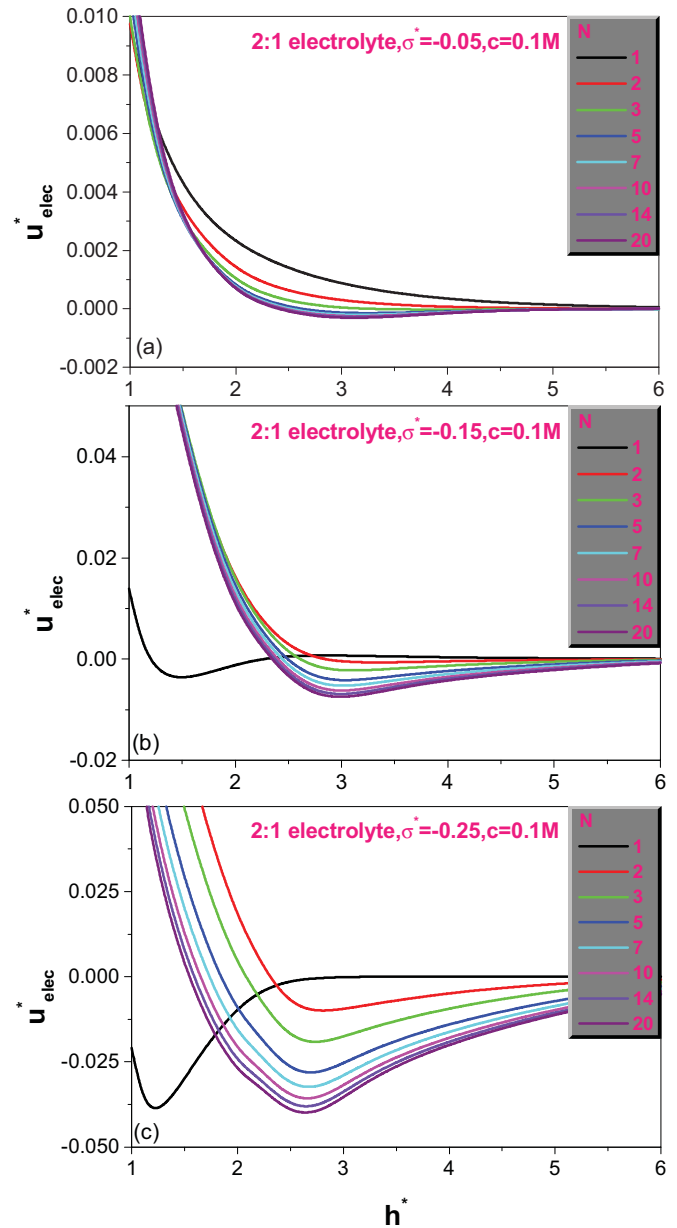 2:1 electrolyte,σ*=-0.05,c=0.1M
N
1
2
3
5
7
10
14
20
0.010
0.008
0.006
0.004
0.002
0.000
-0.002
u*elec
(a)
1 2 3 4 5 6
2:1 electrolyte,σ*=-0.15,c=0.1M
N
1
2
3
5
7
10
14
20
0.04
0.02
0.00
-0.02
u*elec
(b)
1 2 3 4 5 6
2:1 electrolyte,σ*=-0.25,c=0.1M
N
1
2
3
5
7
10
14
20
0.050
0.025
0.000
-0.025
-0.050
u*elec
(c)
1 2 3 4 5 6
h*